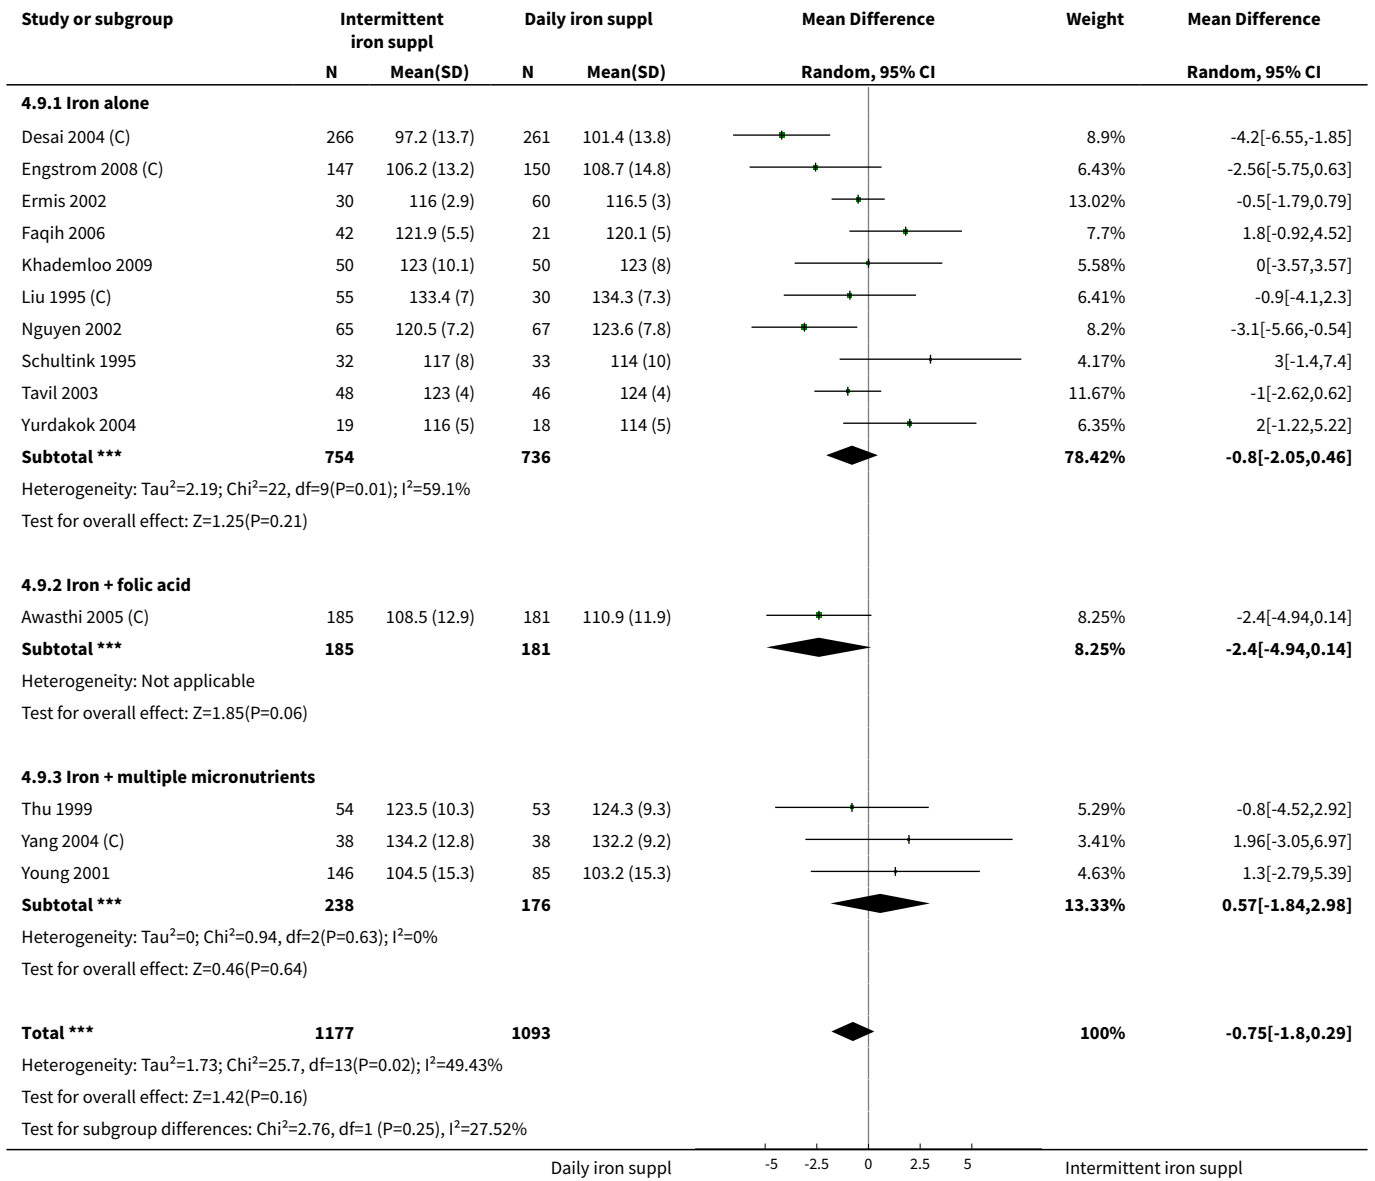 Study or subgroup Intermittent iron suppl Daily iron suppl Mean Difference Weight Mean Difference
N Mean(SD) N Mean(SD) Random, 95% CI Random, 95% CI
4.9.1 Iron alone
Desai 2004 (C) 266 97.2 (13.7) 261 101.4 (13.8) 8.9% -4.2[-6.55,-1.85]
Engstrom 2008 (C) 147 106.2 (13.2) 150 108.7 (14.8) 6.43% -2.56[-5.75,0.63]
Ermis 2002 30 116 (2.9) 60 116.5 (3) 13.02% -0.5[-1.79,0.79]
Faqih 2006 42 121.9 (5.5) 21 120.1 (5) 7.7% 1.8[-0.92,4.52]
Khademloo 2009 50 123 (10.1) 50 123 (8) 5.58% 0[-3.57,3.57]
Liu 1995 (C) 55 133.4 (7) 30 134.3 (7.3) 6.41% -0.9[-4.1,2.3]
Nguyen 2002 65 120.5 (7.2) 67 123.6 (7.8) 8.2% -3.1[-5.66,-0.54]
Schultink 1995 32 117 (8) 33 114 (10) 4.17% 3[-1.4,7.4]
Tavil 2003 48 123 (4) 46 124 (4) 11.67% -1[-2.62,0.62]
Yurdakok 2004 19 116 (5) 18 114 (5) 6.35% 2[-1.22,5.22]
Subtotal *** 754 736 78.42% -0.8[-2.05,0.46]
Heterogeneity: Tau²=2.19; Chi²=22, df=9(P=0.01); I²=59.1%
Test for overall effect: Z=1.25(P=0.21)
4.9.2 Iron + folic acid
Awasthi 2005 (C) 185 108.5 (12.9) 181 110.9 (11.9) 8.25% -2.4[-4.94,0.14]
Subtotal *** 185 181 8.25% -2.4[-4.94,0.14]
Heterogeneity: Not applicable
Test for overall effect: Z=1.85(P=0.06)
4.9.3 Iron + multiple micronutrients
Thu 1999 54 123.5 (10.3) 53 124.3 (9.3) 5.29% -0.8[-4.52,2.92]
Yang 2004 (C) 38 134.2 (12.8) 38 132.2 (9.2) 3.41% 1.96[-3.05,6.97]
Young 2001 146 104.5 (15.3) 85 103.2 (15.3) 4.63% 1.3[-2.79,5.39]
Subtotal *** 238 176 13.33% 0.57[-1.84,2.98]
Heterogeneity: Tau²=0; Chi²=0.94, df=2(P=0.63); I²=0%
Test for overall effect: Z=0.46(P=0.64)
Total *** 1177 1093 100% -0.75[-1.8,0.29]
Heterogeneity: Tau²=1.73; Chi²=25.7, df=13(P=0.02); I²=49.43%
Test for overall effect: Z=1.42(P=0.16)
Test for subgroup differences: Chi²=2.76, df=1 (P=0.25), I²=27.52%
Daily iron suppl -5 -2.5 0 2.5 5 Intermittent iron suppl